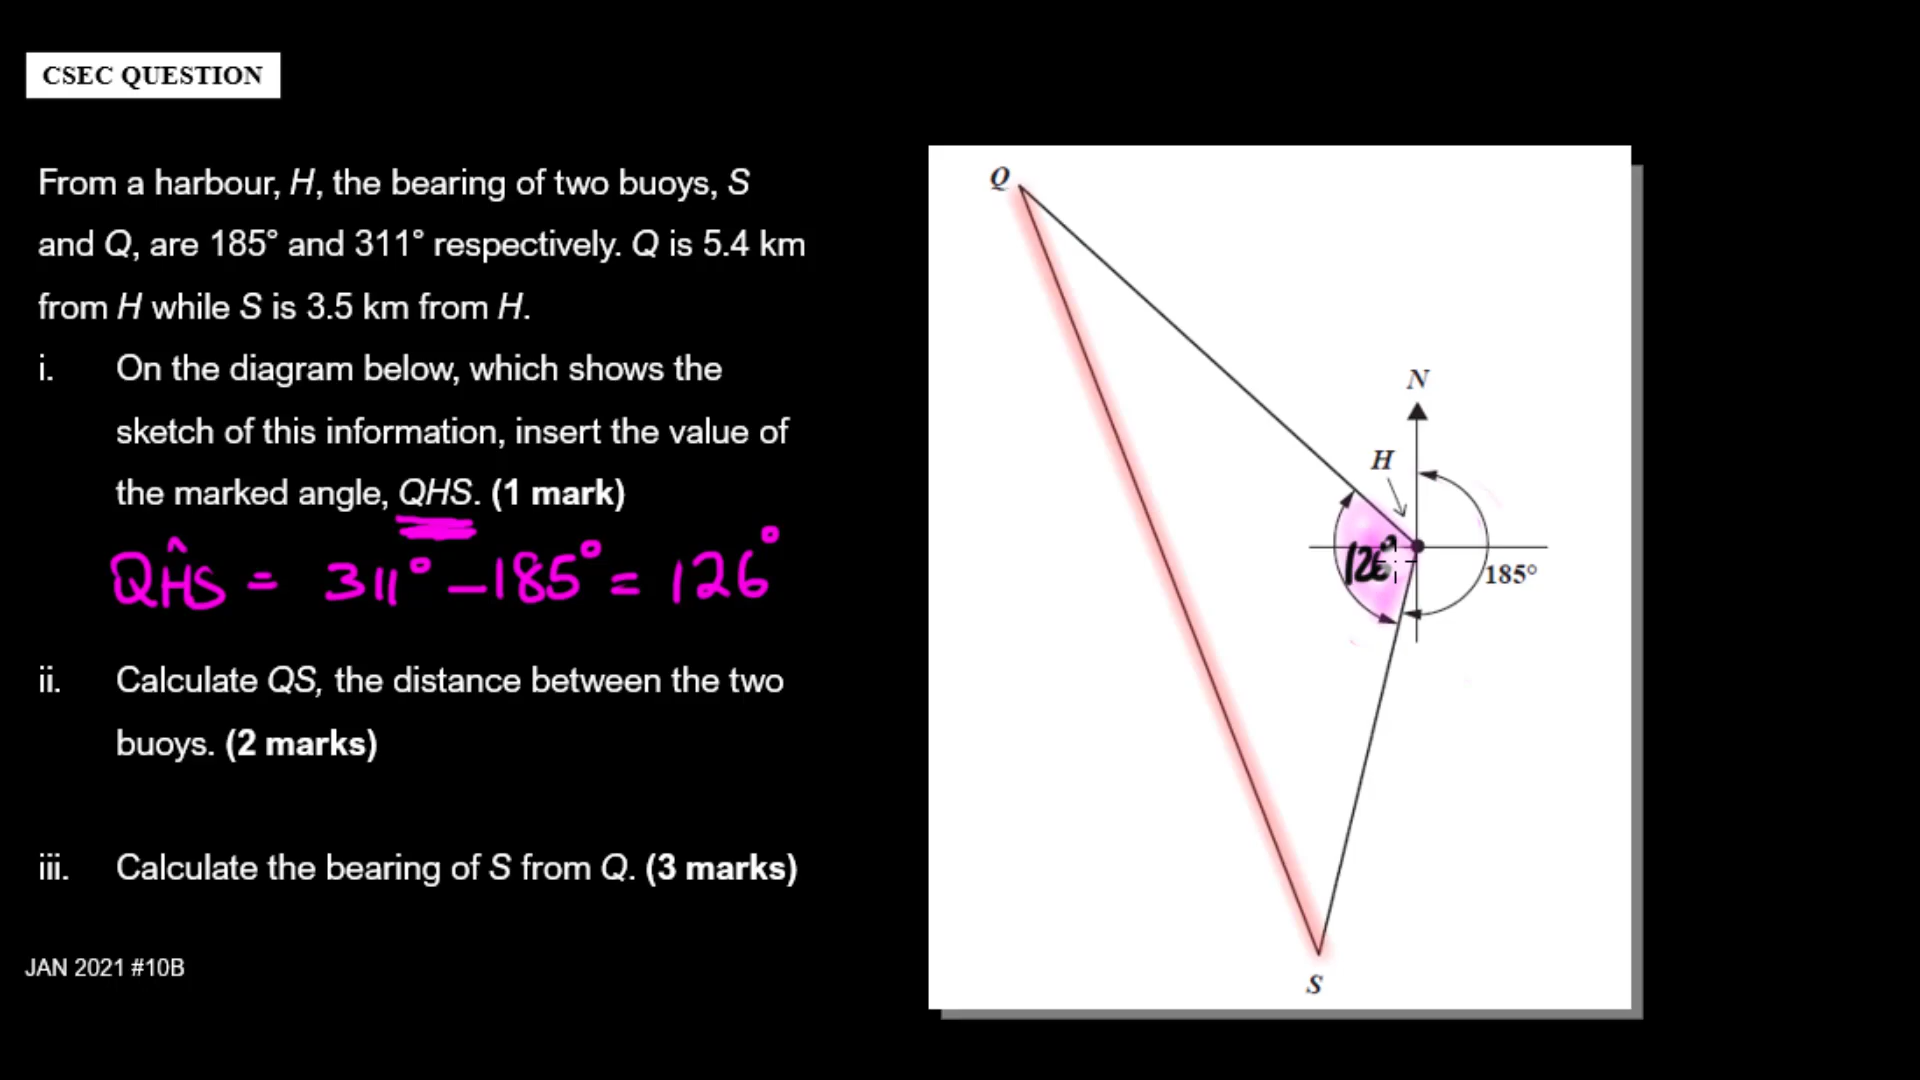 CSEC QUESTION
From a harbour, H, the bearing of two buoys, S
and Q, are 185° and 311° respectively. Q is 5.4 km
from H while S is 3.5 km from H.
i. On the diagram below, which shows the
sketch of this information, insert the value of
the marked angle, QHS. (1 mark)
QĤS = 311° – 185° = 126°
ii. Calculate QS, the distance between the two
buoys. (2 marks)
iii. Calculate the bearing of S from Q. (3 marks)
JAN 2021 #10B
Q
N
H
126°
185°
S